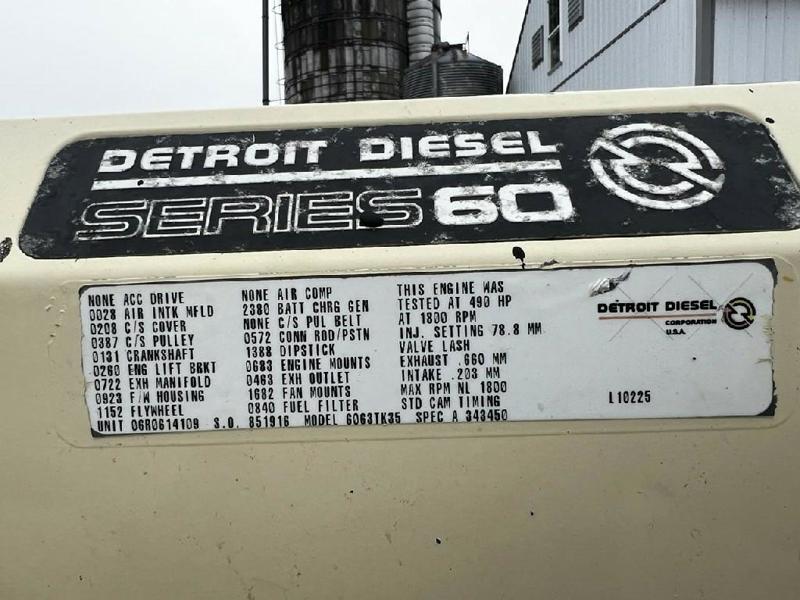 DETROIT DIESEL
SERIES 60
NONE ACC DRIVE
0028 AIR INTK MFLD
0208 C/S COVER
0387 C/S PULLEY
0131 CRANKSHAFT
0260 ENG LIFT BRKT
0722 EXH MANIFOLD
0923 F/W HOUSING
1152 FLYWHEEL
NONE AIR COMP
2380 BATT CHRG GEN
NONE C/S PUL BELT
0572 CONN ROD/PSTN
1388 DIPSTICK
0683 ENGINE MOUNTS
0463 EXH OUTLET
1682 FAN MOUNTS
0840 FUEL FILTER
THIS ENGINE WAS
TESTED AT 490 HP
AT 1800 RPM
INJ. SETTING 78.8 MM
VALVE LASH
EXHAUST .660 MM
INTAKE .203 MM
MAX RPM NL 1800
STD CAM TIMING
UNIT 06R0614109 S.O. 851916 MODEL 6063TK35 SPEC A 343450
DETROIT DIESEL
CORPORATION
U.S.A.
L10225